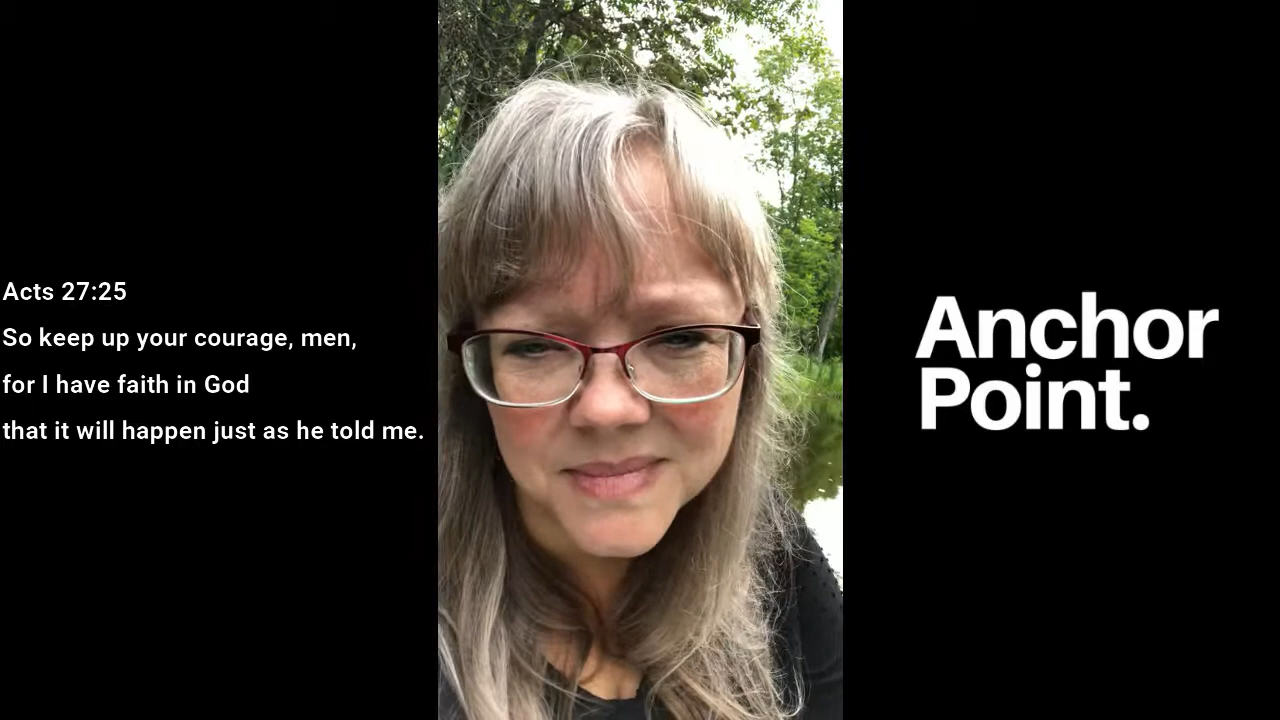 Acts 27:25
So keep up your courage, men,
for I have faith in God
that it will happen just as he told me.
Anchor
Point.